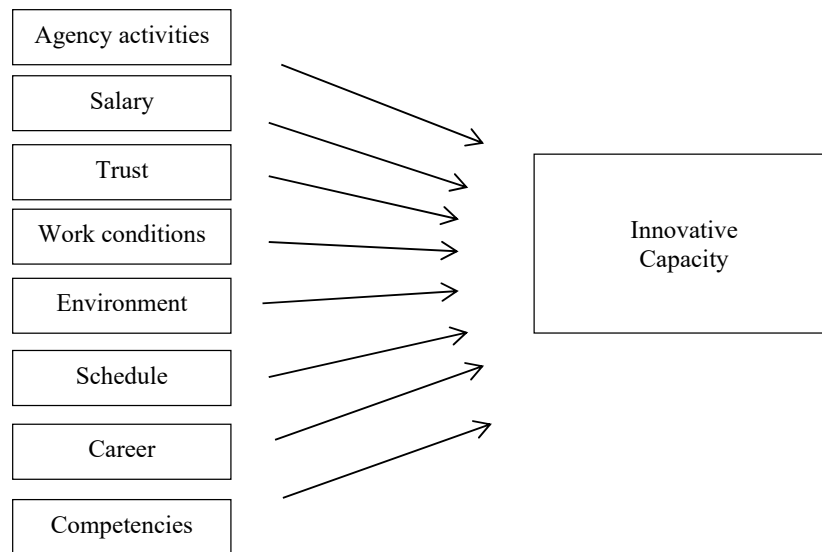 Agency activities
Salary
Trust
Work conditions
Environment
Schedule
Career
Competencies
Innovative
Capacity